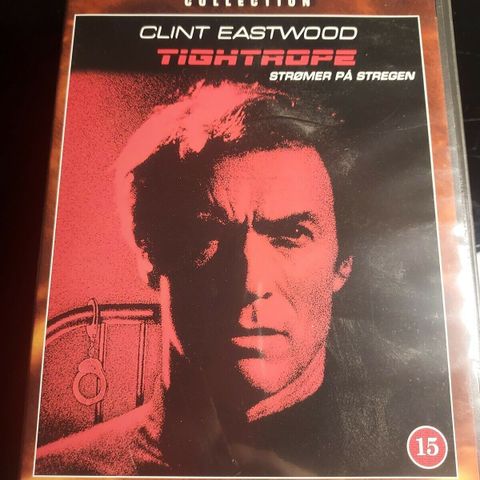 COLLECTION
CLINT EASTWOOD
TIGHTROPE
STRØMER PÅ STREGEN
15